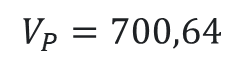 V_P = 700,64